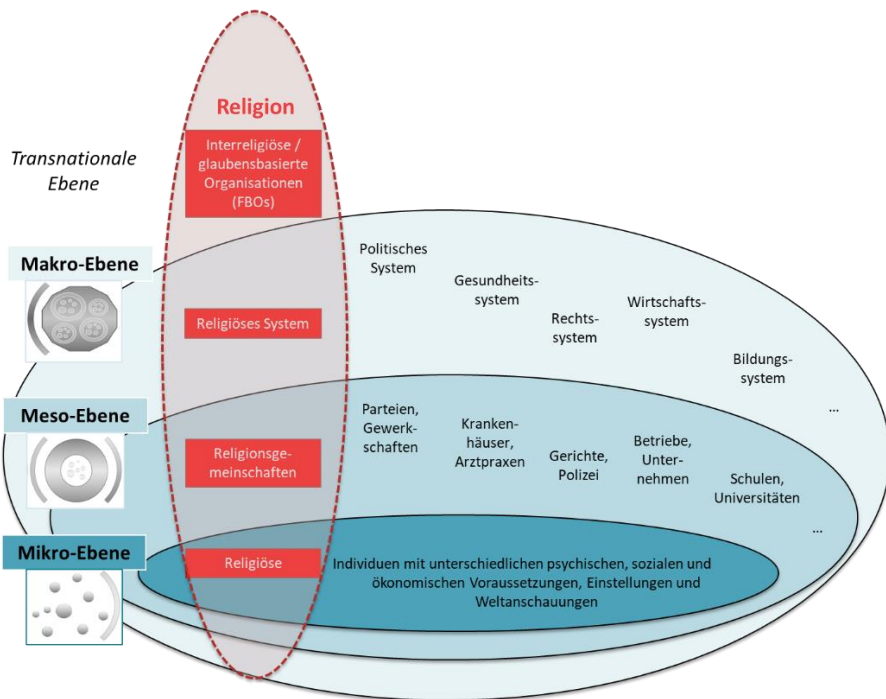 Religion
Interreligiöse /
glaubensbasierte
Organisationen
(FBOs)
Transnationale
Ebene
Makro-Ebene
Religiöses System
Politisches
System
Gesundheits-
system
Rechts-
system
Wirtschafts-
system
Bildungs-
system
...
Meso-Ebene
Religionsge-
meinschaften
Parteien,
Gewerk-
schaften
Kranken-
häuser,
Arztpraxen
Gerichte,
Polizei
Betriebe,
Unter-
nehmen
Schulen,
Universitäten
...
Mikro-Ebene
Religiöse
Individuen mit unterschiedlichen psychischen, sozialen und
ökonomischen Voraussetzungen, Einstellungen und
Weltanschauungen